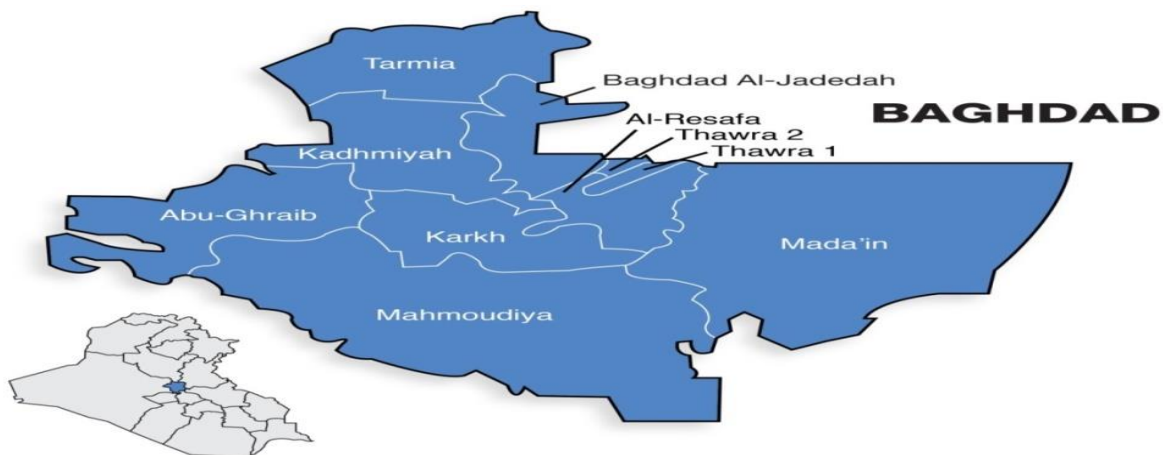 Tarmia
Baghdad Al-Jadedah
BAGHDAD
Al-Resafa
Thawra 2
Thawra 1
Kadhmiyah
Abu-Ghraib
Karkh
Mada'in
Mahmoudiya